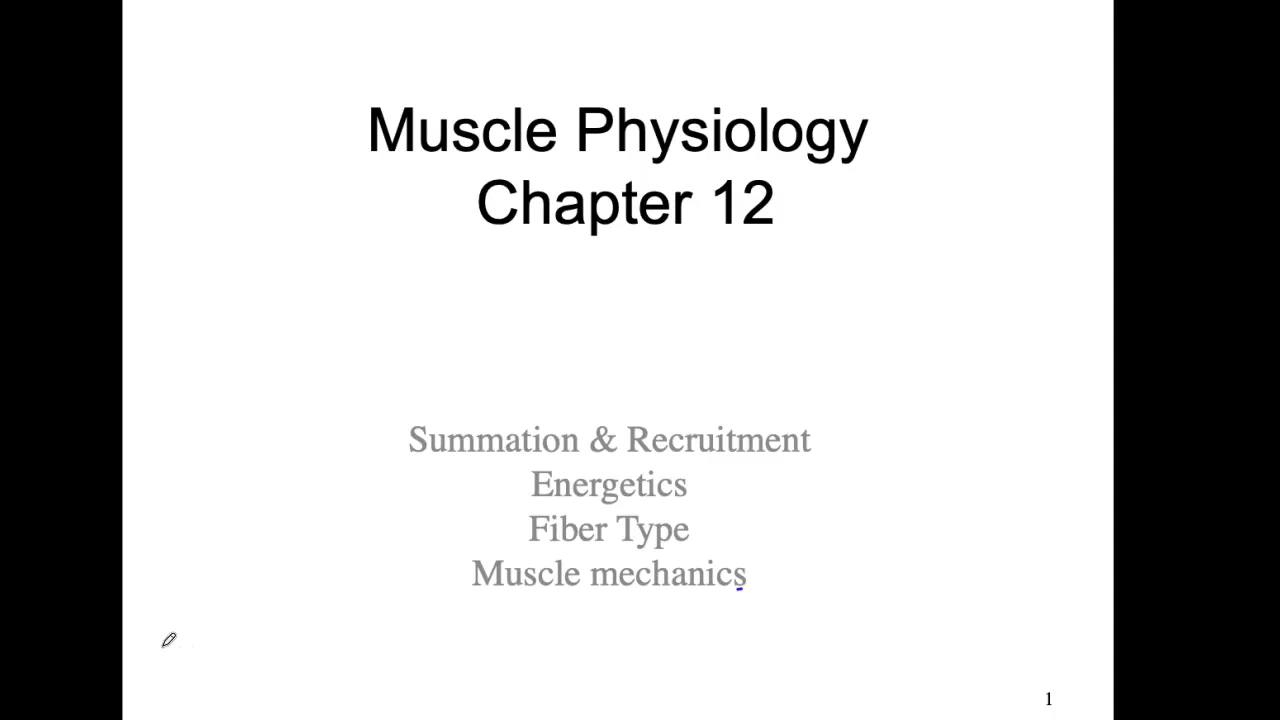 Muscle Physiology
Chapter 12
Summation & Recruitment
Energetics
Fiber Type
Muscle mechanics
1